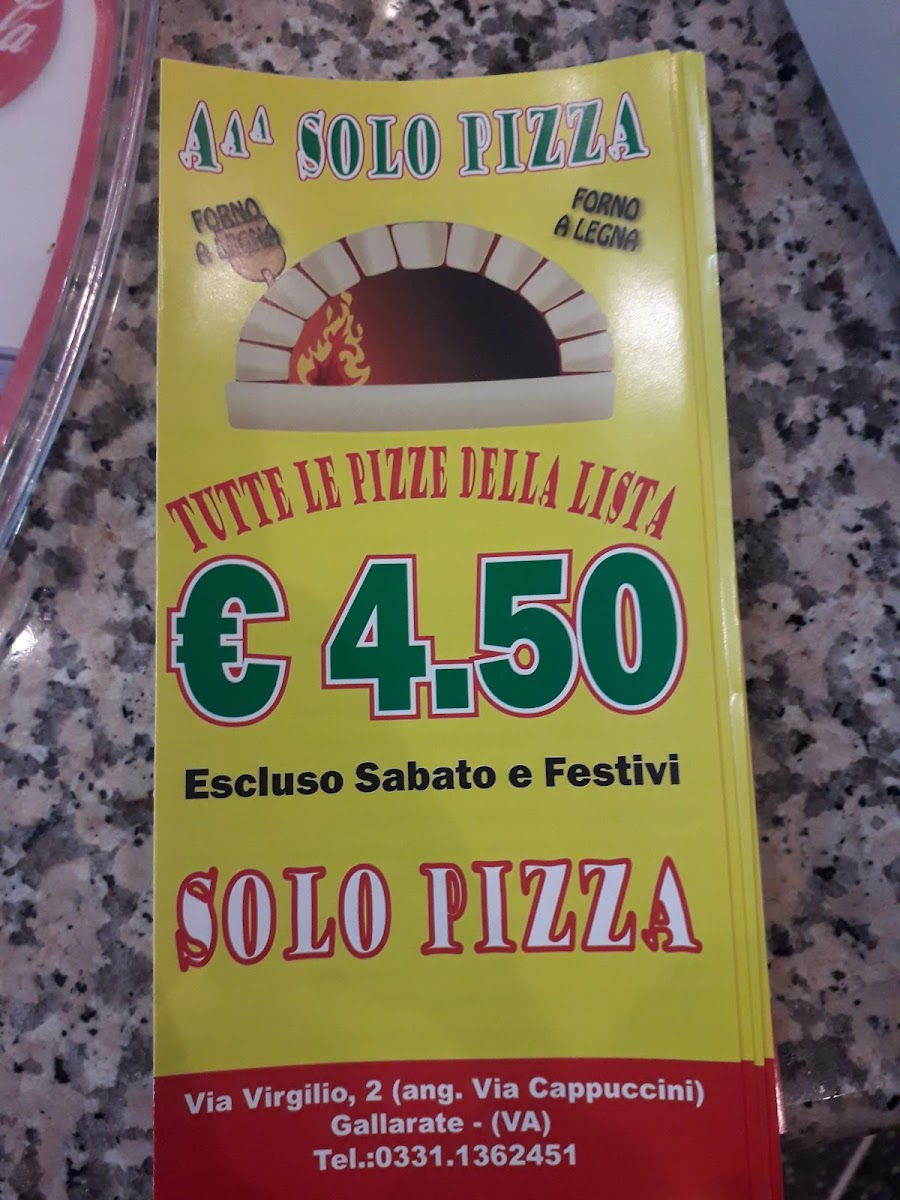 la
AAA SOLO PIZZA
FORNO
A LEGNA
FORNO
A LEGNA
TUTTE LE PIZZE DELLA LISTA
€ 4.50
Escluso Sabato e Festivi
SOLO PIZZA
Via Virgilio, 2 (ang. Via Cappuccini)
Gallarate - (VA)
Tel.:0331.1362451